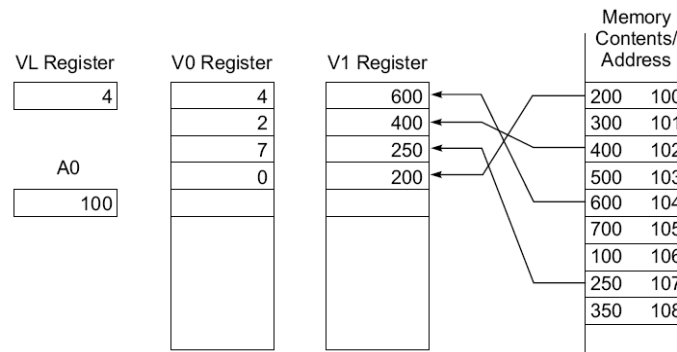 Memory
Contents/
Address
VL Register
V0 Register
V1 Register
4
4
600
200 100
2
400
300 101
7
250
400 102
A0
0
200
500 103
100
600 104
700 105
100 106
250 107
350 108